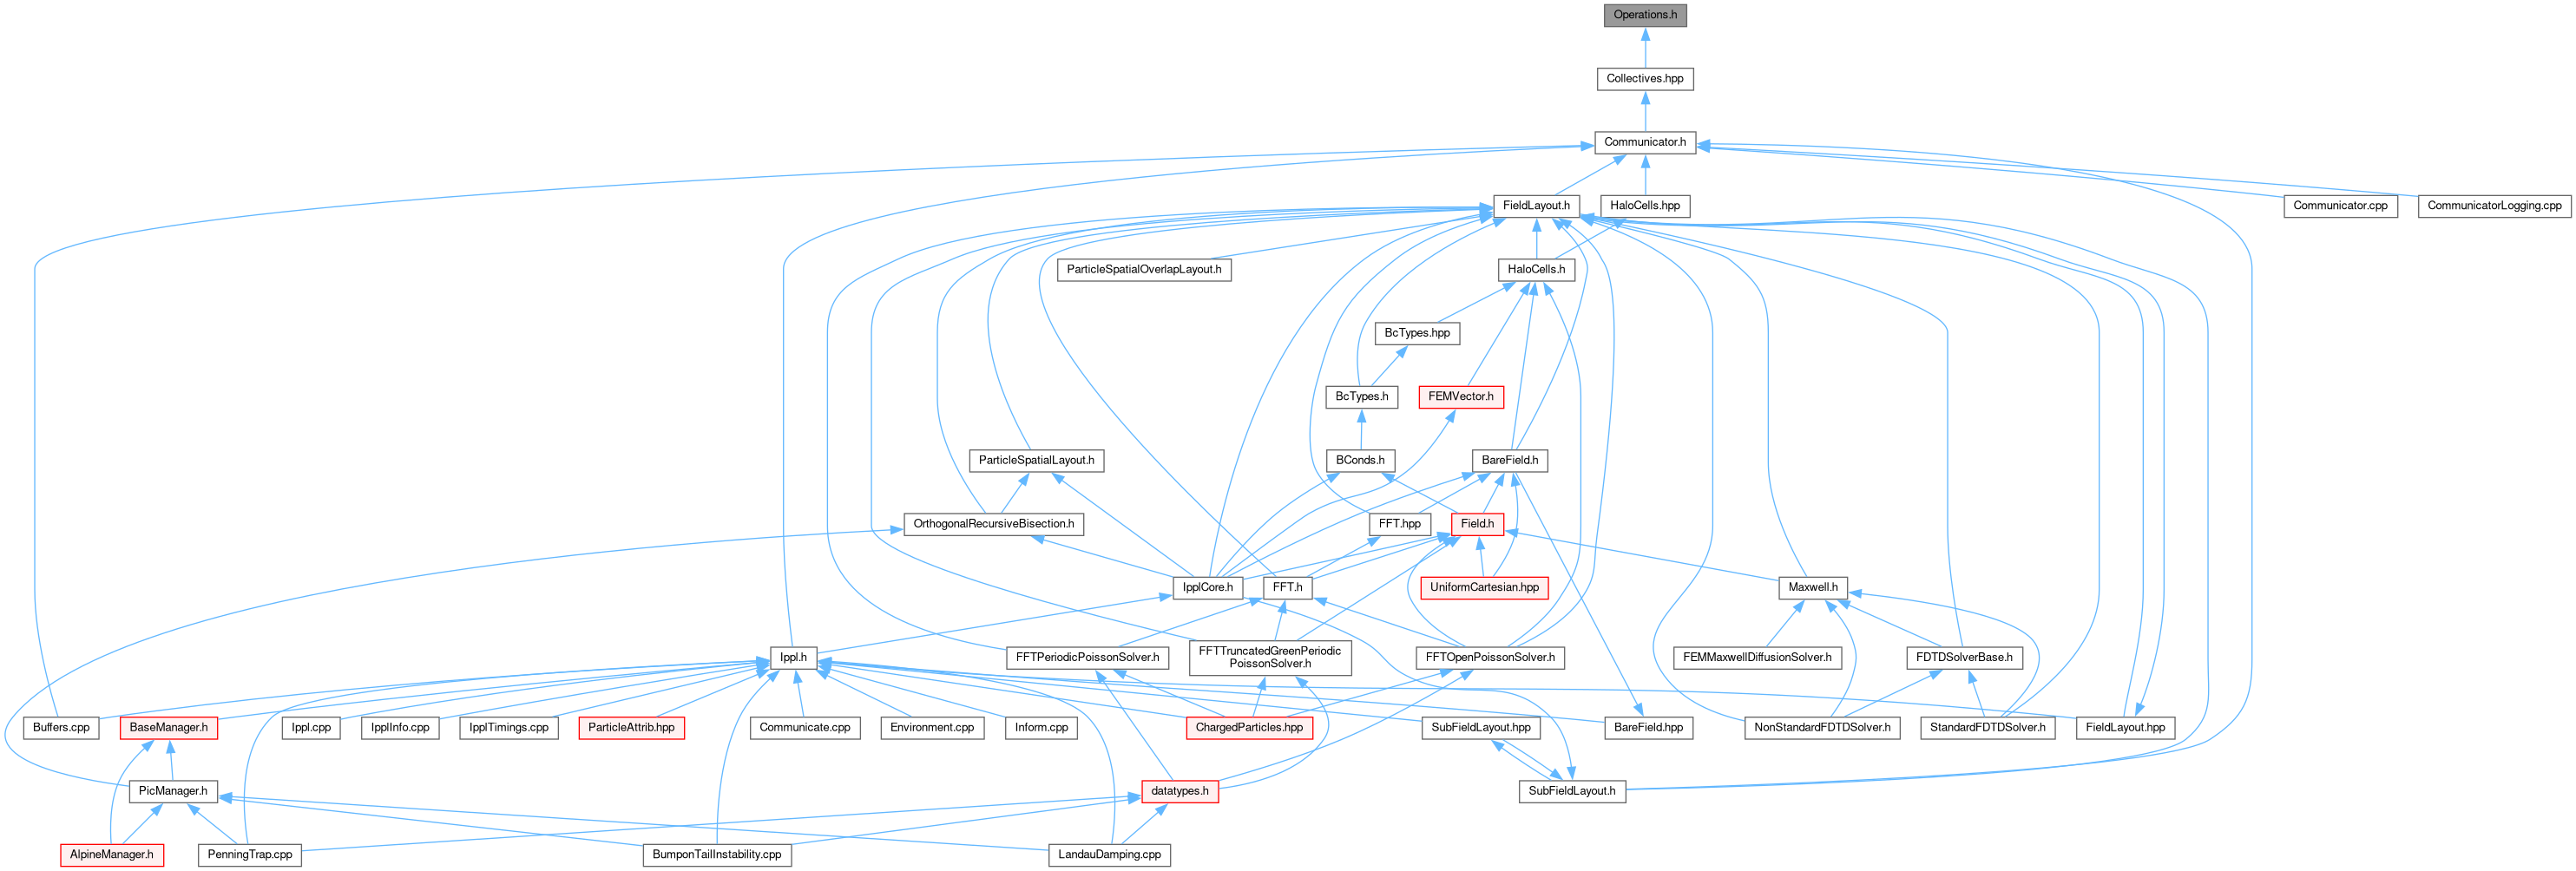 Operations.h
Collectives.hpp
Communicator.h
FieldLayout.h
HaloCells.hpp
Communicator.cpp
CommunicatorLogging.cpp
ParticleSpatialOverlapLayout.h
HaloCells.h
BcTypes.hpp
BcTypes.h
FEMVector.h
ParticleSpatialLayout.h
BConds.h
BareField.h
OrthogonalRecursiveBisection.h
FFT.hpp
Field.h
IpplCore.h
FFT.h
UniformCartesian.hpp
Maxwell.h
Ippl.h
FFTPeriodicPoissonSolver.h
FFTTruncatedGreenPeriodic
PoissonSolver.h
FFTOpenPoissonSolver.h
FEMMaxwellDiffusionSolver.h
FDTDSolverBase.h
Buffers.cpp
BaseManager.h
Ippl.cpp
IpplInfo.cpp
IpplTimings.cpp
ParticleAttrib.hpp
Communicate.cpp
Environment.cpp
Inform.cpp
ChargedParticles.hpp
SubFieldLayout.hpp
BareField.hpp
NonStandardFDTDSolver.h
StandardFDTDSolver.h
FieldLayout.hpp
PicManager.h
datatypes.h
SubFieldLayout.h
AlpineManager.h
PenningTrap.cpp
BumponTailInstability.cpp
LandauDamping.cpp